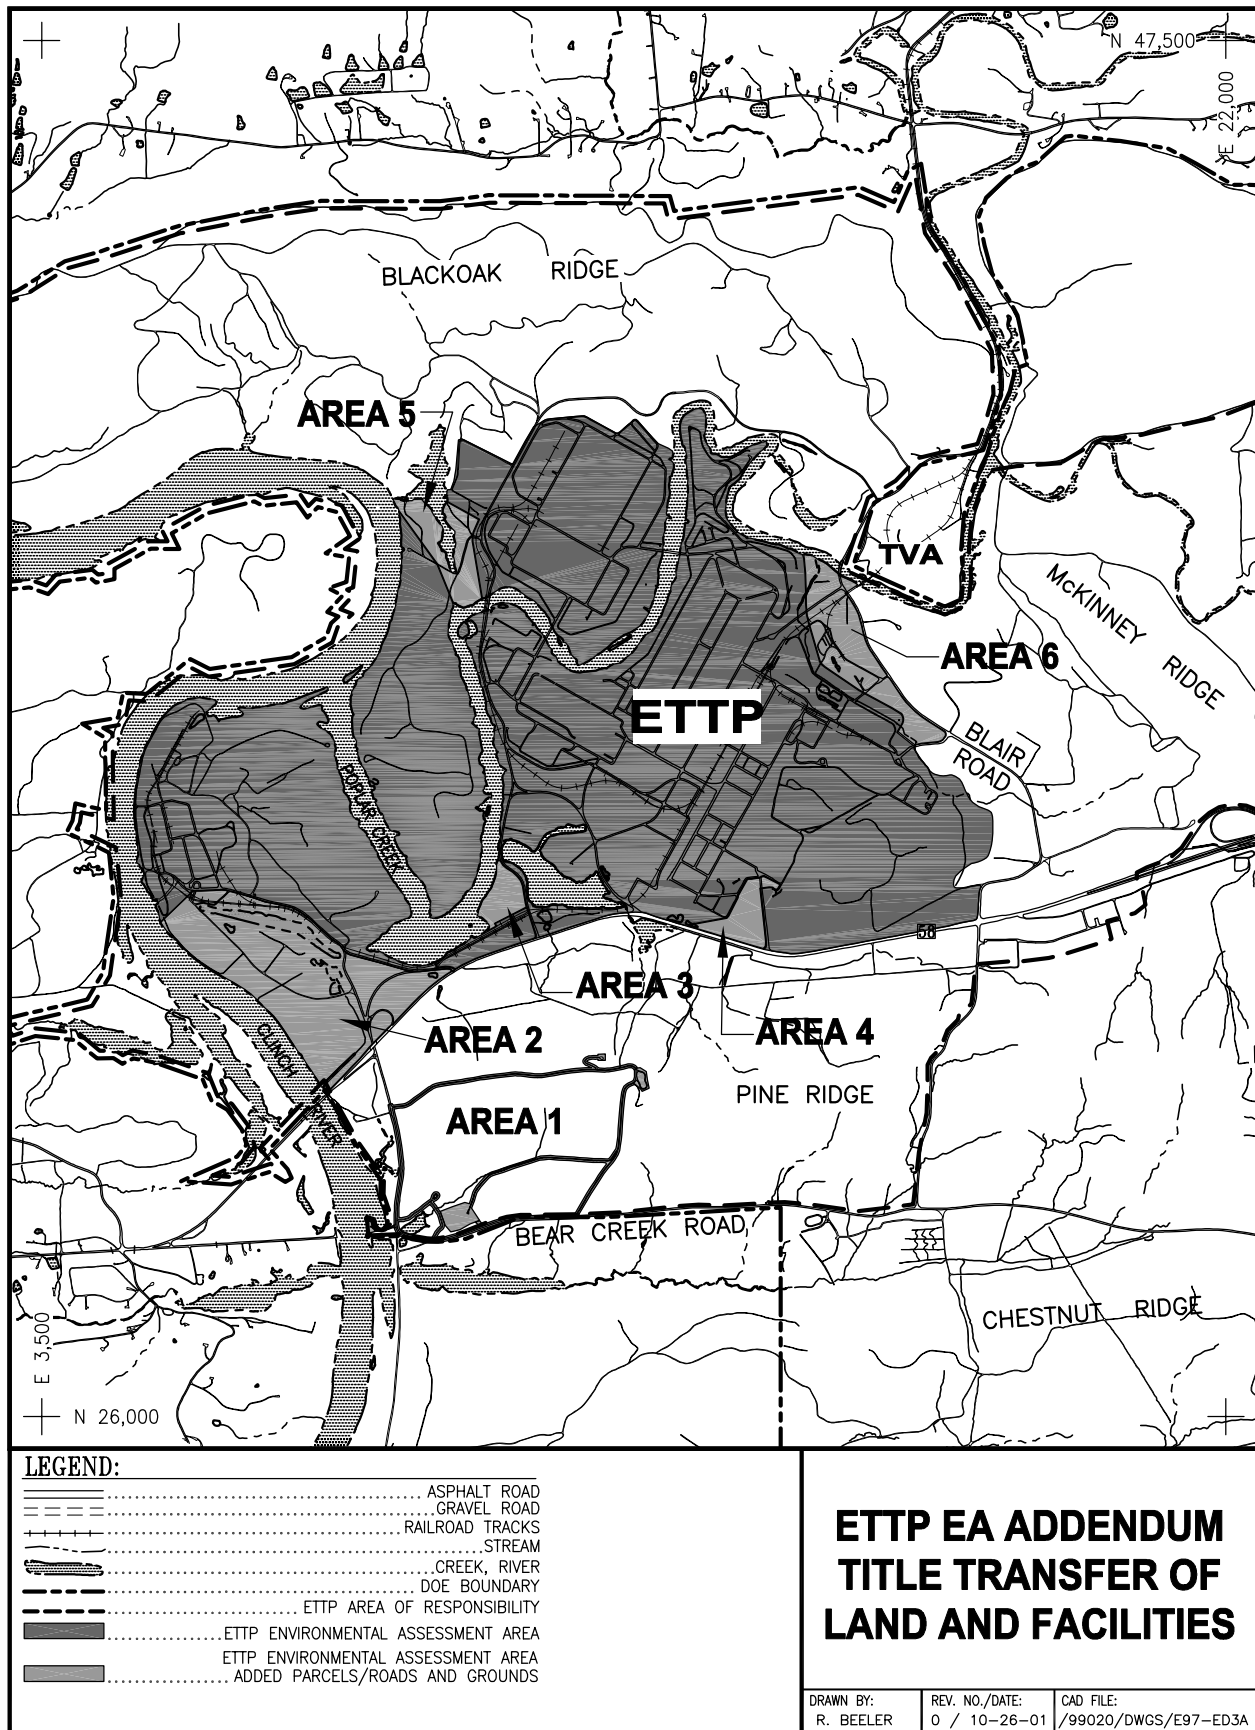 N 47,500
E 22,000
BLACKOAK RIDGE
AREA 5
TVA
McKINNEY RIDGE
AREA 6
ETTP
BLAIR
ROAD
POPLAR CREEK
58
AREA 3
AREA 2
AREA 4
CLINCH RIVER
PINE RIDGE
AREA 1
BEAR CREEK ROAD
CHESTNUT RIDGE
E 3,500
N 26,000
LEGEND:
ASPHALT ROAD
GRAVEL ROAD
RAILROAD TRACKS
STREAM
CREEK, RIVER
DOE BOUNDARY
ETTP AREA OF RESPONSIBILITY
ETTP ENVIRONMENTAL ASSESSMENT AREA
ETTP ENVIRONMENTAL ASSESSMENT AREA
ADDED PARCELS/ROADS AND GROUNDS
ETTP EA ADDENDUM
TITLE TRANSFER OF
LAND AND FACILITIES
DRAWN BY:
R. BEELER
REV. NO./DATE:
0 / 10-26-01
CAD FILE:
/99020/DWGS/E97-ED3A